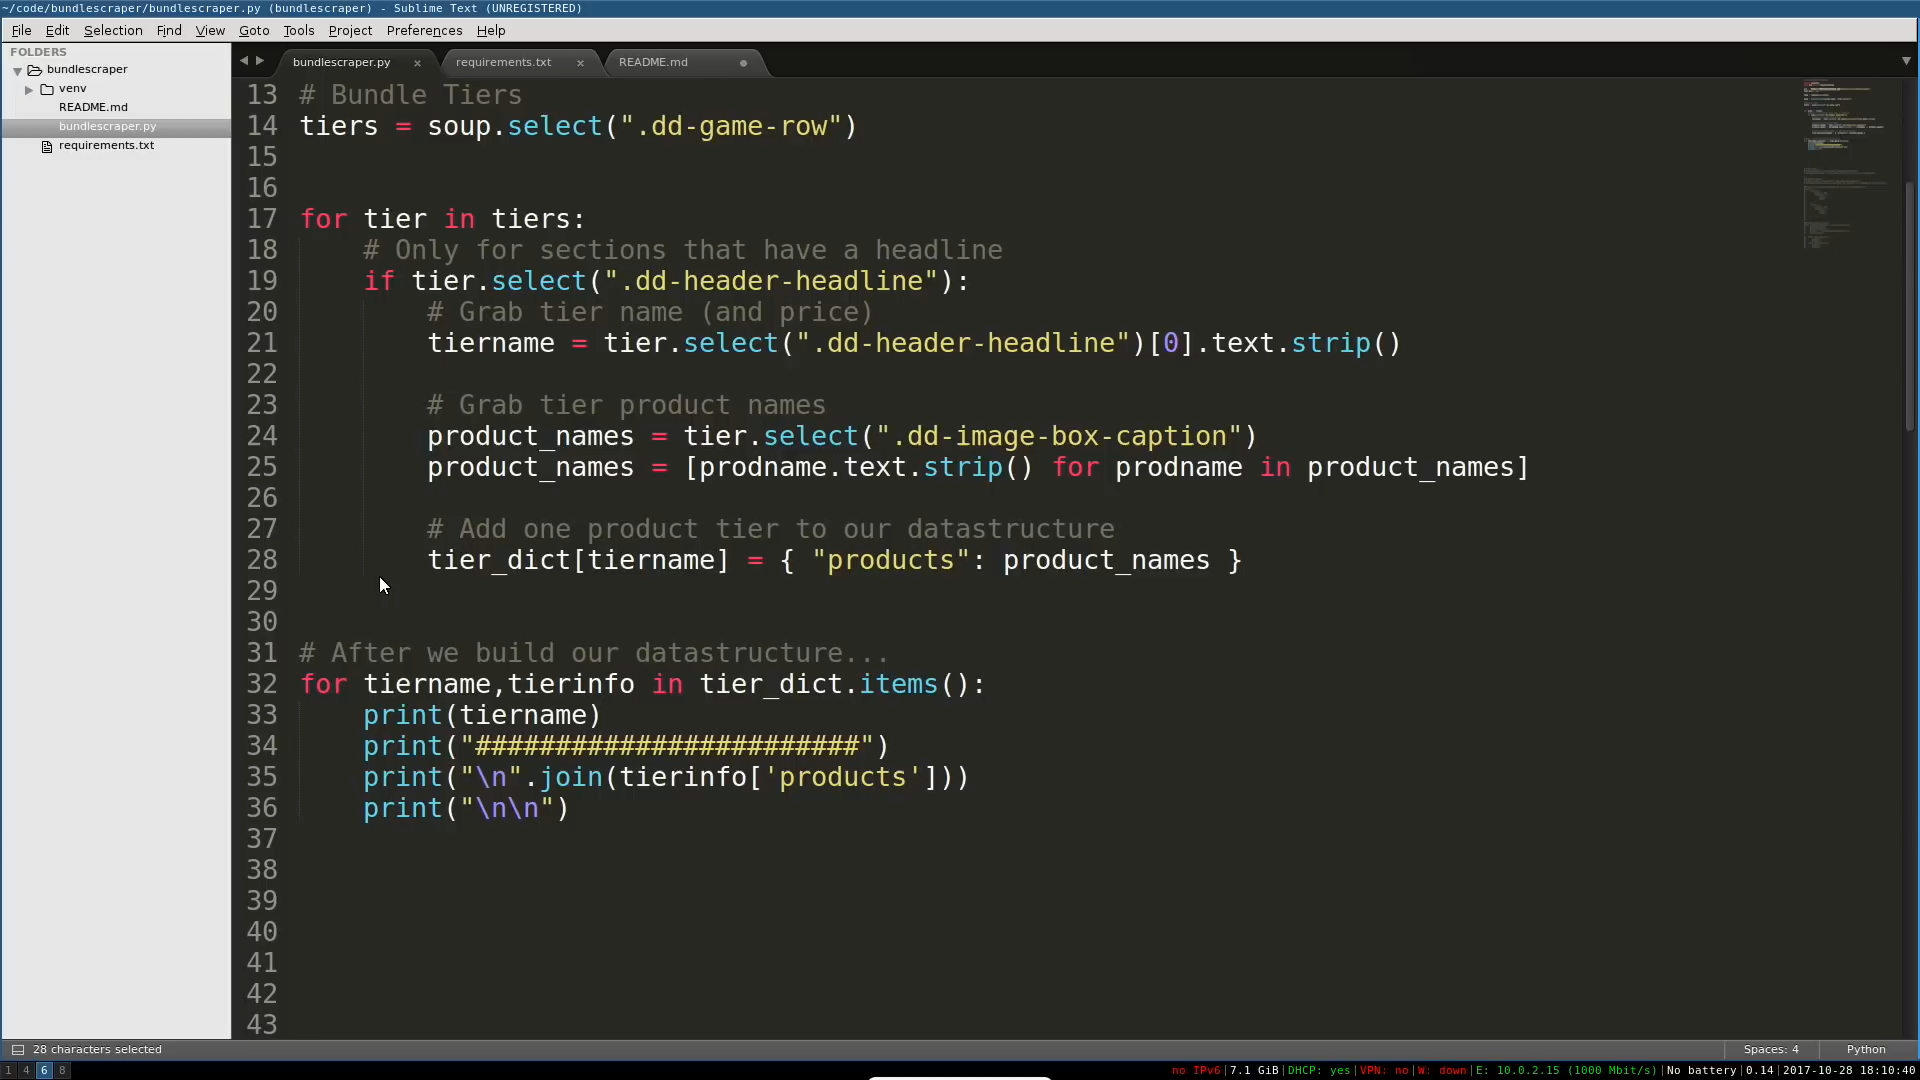 ~/code/bundlescraper/bundlescraper.py (bundlescraper) - Sublime Text (UNREGISTERED)
File Edit Selection Find View Goto Tools Project Preferences Help
FOLDERS
bundlescraper
venv
README.md
bundlescraper.py
requirements.txt
bundlescraper.py × requirements.txt × README.md
13 # Bundle Tiers
14 tiers = soup.select(".dd-game-row")
15
16
17 for tier in tiers:
18     # Only for sections that have a headline
19     if tier.select(".dd-header-headline"):
20         # Grab tier name (and price)
21         tiername = tier.select(".dd-header-headline")[0].text.strip()
22
23         # Grab tier product names
24         product_names = tier.select(".dd-image-box-caption")
25         product_names = [prodname.text.strip() for prodname in product_names]
26
27         # Add one product tier to our datastructure
28         tier_dict[tiername] = { "products": product_names }
29
30
31 # After we build our datastructure...
32 for tiername,tierinfo in tier_dict.items():
33     print(tiername)
34     print("########################")
35     print("\n".join(tierinfo['products']))
36     print("\n\n")
37
38
39
40
41
42
43
28 characters selected
Spaces: 4
Python
1 4 6 8
no IPv6|7.1 GiB|DHCP: yes|VPN: no|W: down|E: 10.0.2.15 (1000 Mbit/s)|No battery|0.14|2017-10-28 18:10:40